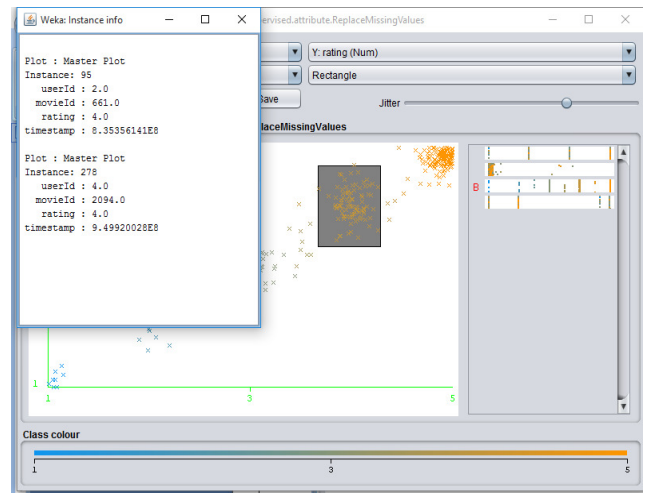 Weka: Instance info
ervised.attribute.ReplaceMissingValues
Plot : Master Plot
Instance: 95
userId : 2.0
movieId : 661.0
rating : 4.0
timestamp : 8.35356141E8
Plot : Master Plot
Instance: 278
userId : 4.0
movieId : 2094.0
rating : 4.0
timestamp : 9.49920028E8
Y: rating (Num)
Rectangle
Save
Jitter
laceMissingValues
B
1
1
3
5
Class colour
1
3
5